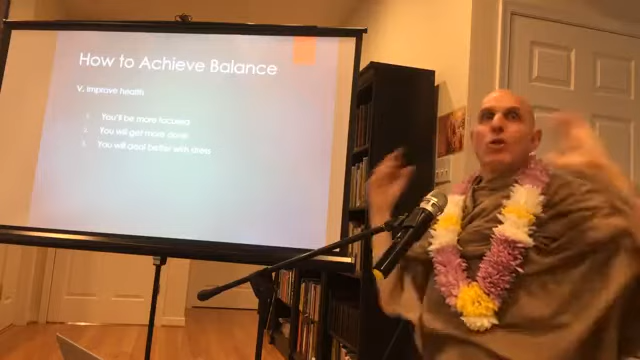 How to Achieve Balance
V. Improve health
1. You'll be more focused
2. You will get more done
3. You will deal better with stress